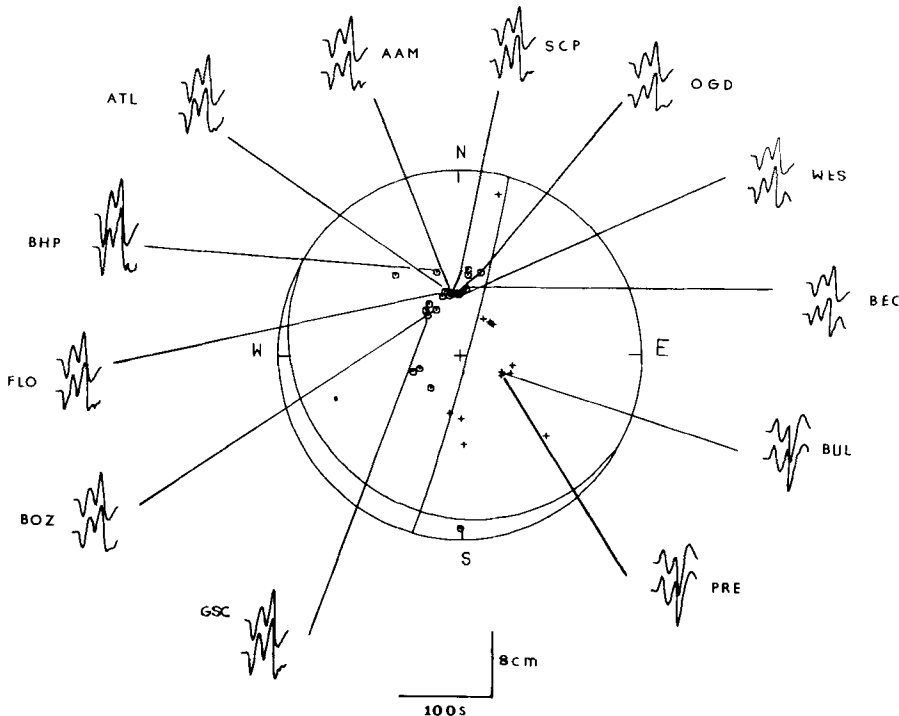 SCP
AAM
OGD
ATL
N
WES
BHP
BEC
W
E
FLO
BUL
BOZ
S
PRE
GSC
8cm
100s